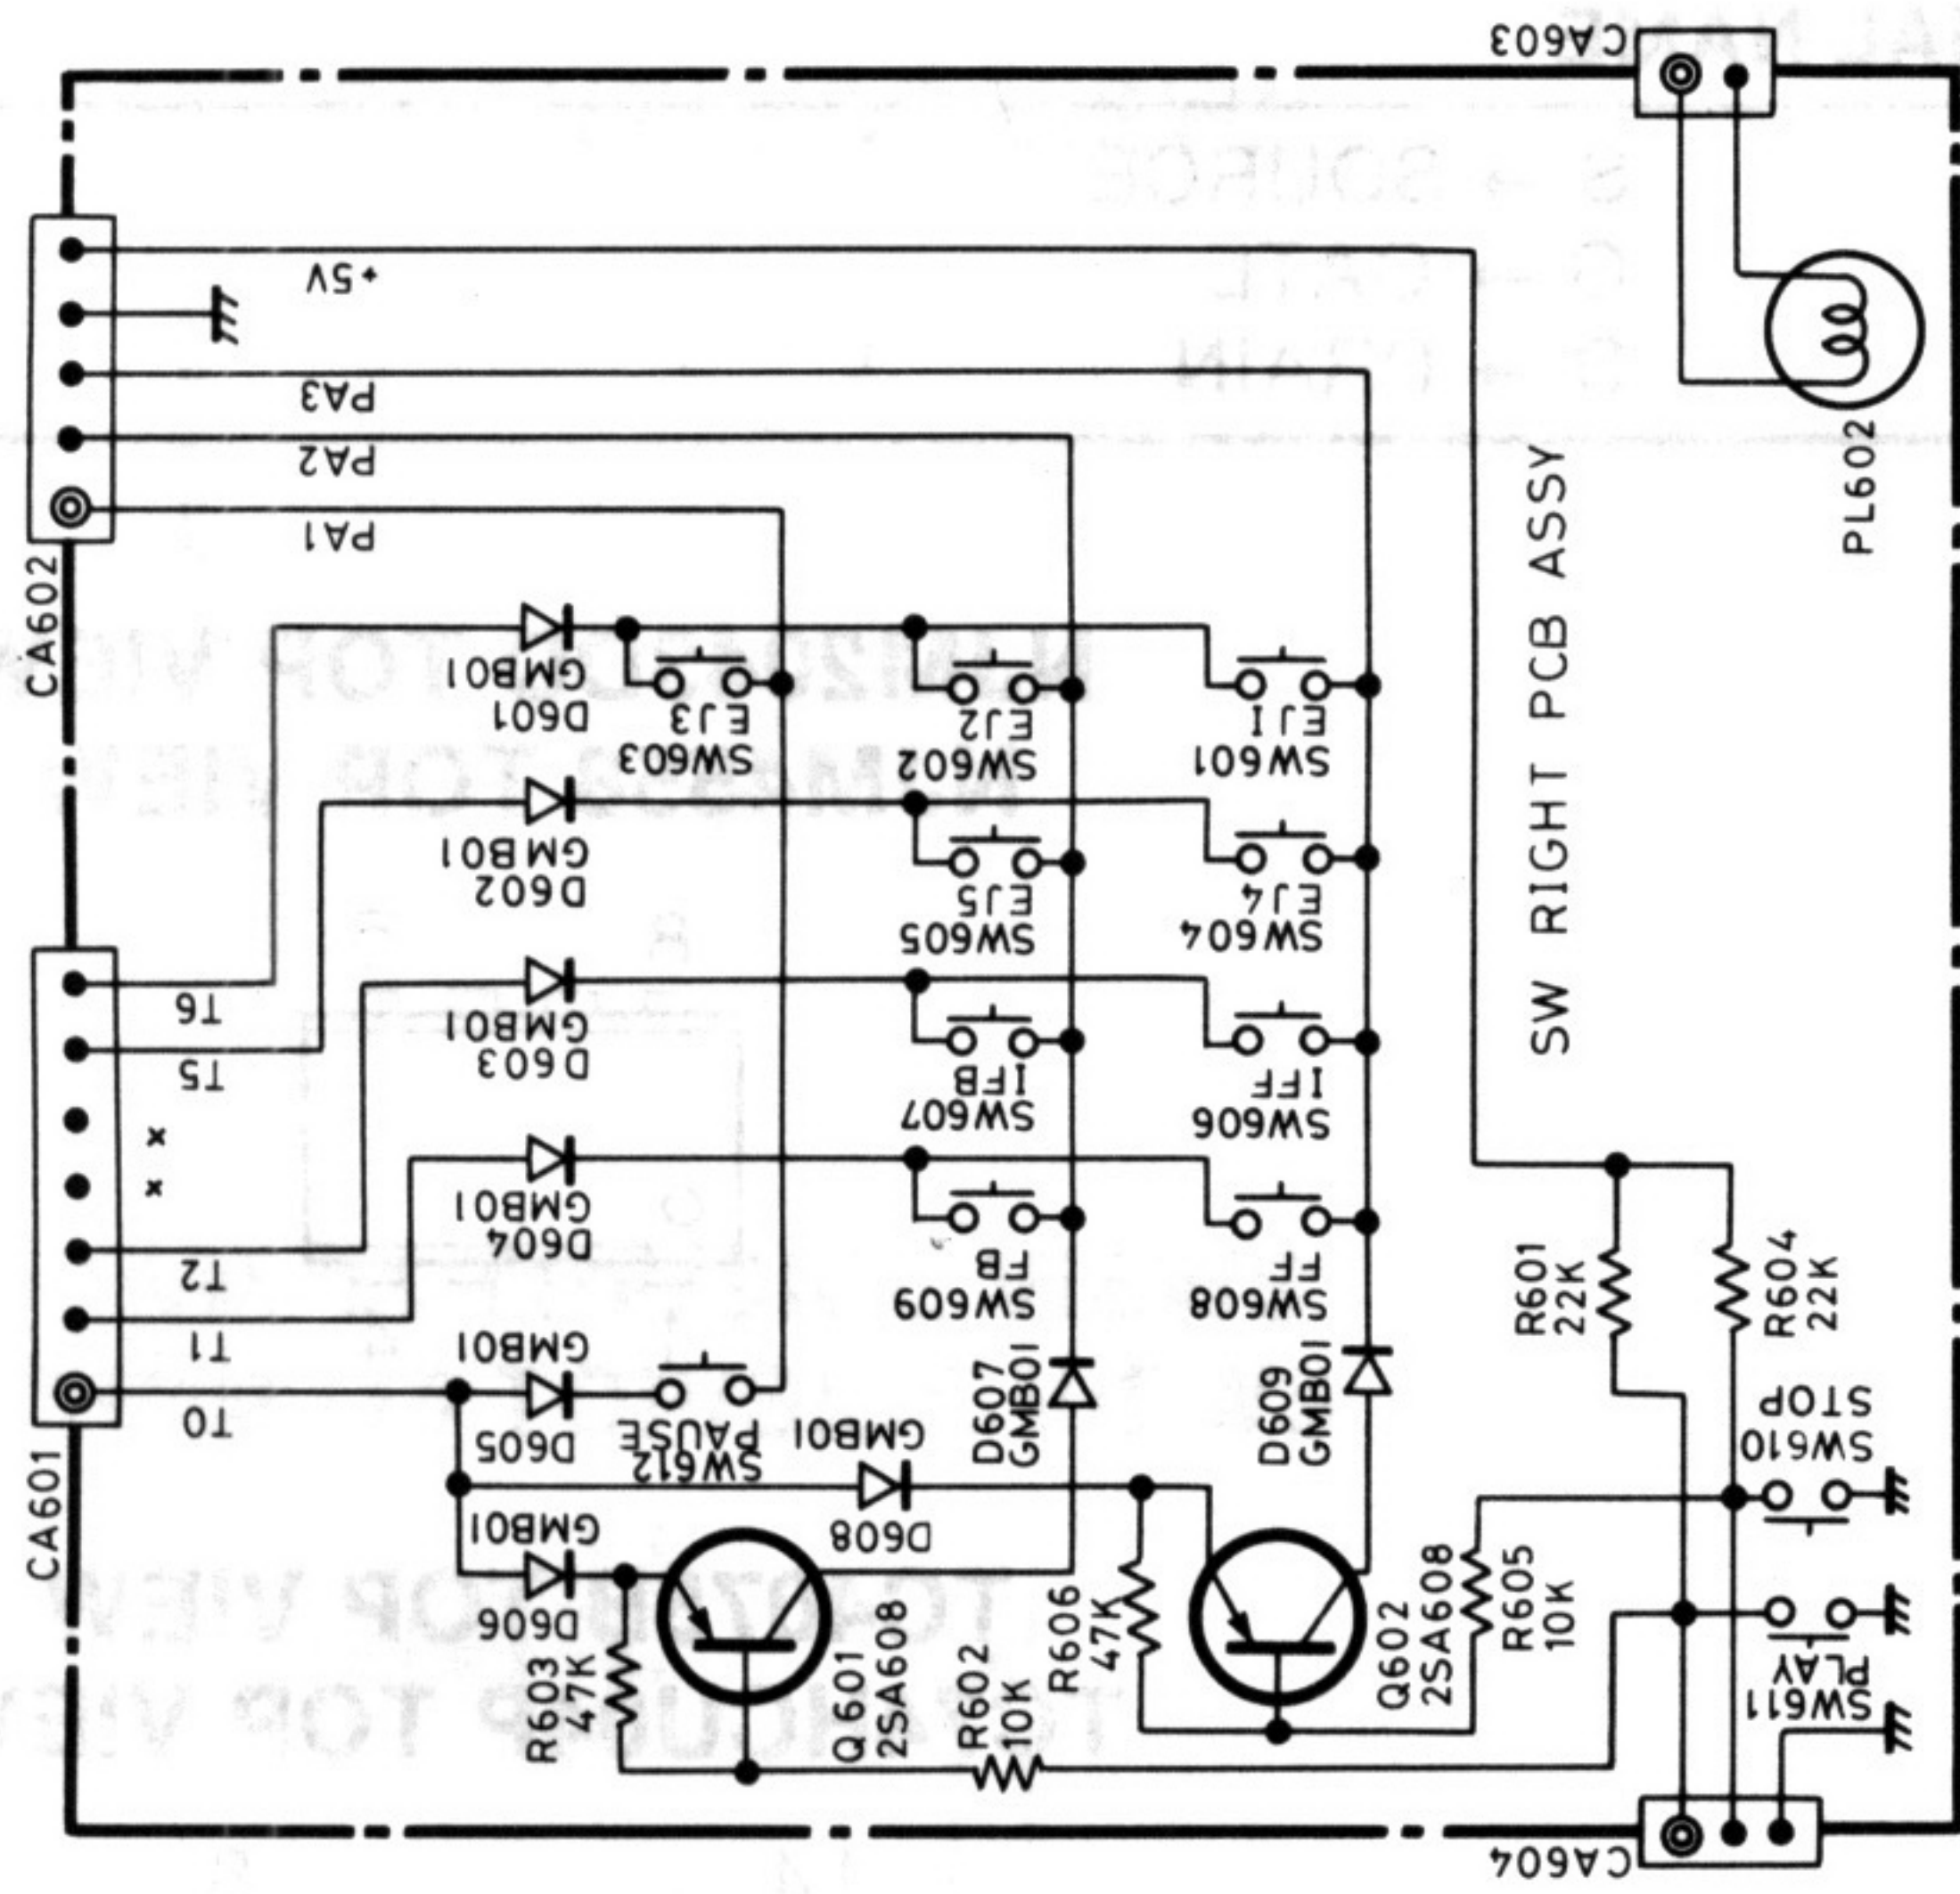 CA603
+5V
PA3
PA2
PA1
CA602
PL602
SW RIGHT PCB ASSY
GMB01
D601
EJ3
SW603
EJ2
SW602
EJ1
SW601
GMB01
D602
EJ5
SW605
EJ4
SW604
T6
T5
x
x
T2
T1
T0
CA601
GMB01
D603
IFB
SW607
IFF
SW606
GMB01
D604
FB
SW609
FF
SW608
GMB01
D605
PAUSE
SW612
GMB01
D608
D607
GMB01
D609
GMB01
R601
22K
R604
22K
STOP
SW610
GMB01
D606
R603
47K
Q601
2SA608
R602
10K
R606
47K
Q602
2SA608
R605
10K
PLAY
SW611
CA604